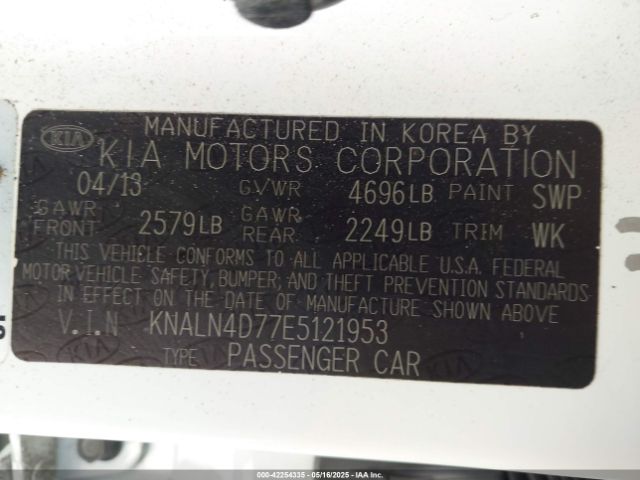 KIA
MANUFACTURED IN KOREA BY
KIA MOTORS CORPORATION
04/13 GVWR 4696LB PAINT SWP
GAWR FRONT 2579LB GAWR REAR 2249LB TRIM WK
THIS VEHICLE CONFORMS TO ALL APPLICABLE U.S.A. FEDERAL
MOTOR VEHICLE SAFETY, BUMPER, AND THEFT PREVENTION STANDARDS
IN EFFECT ON THE DATE OF MANUFACTURE SHOWN ABOVE
V.I.N KNALN4D77E5121953
TYPE PASSENGER CAR
000-42254335 - 05/16/2025 - IAA Inc.